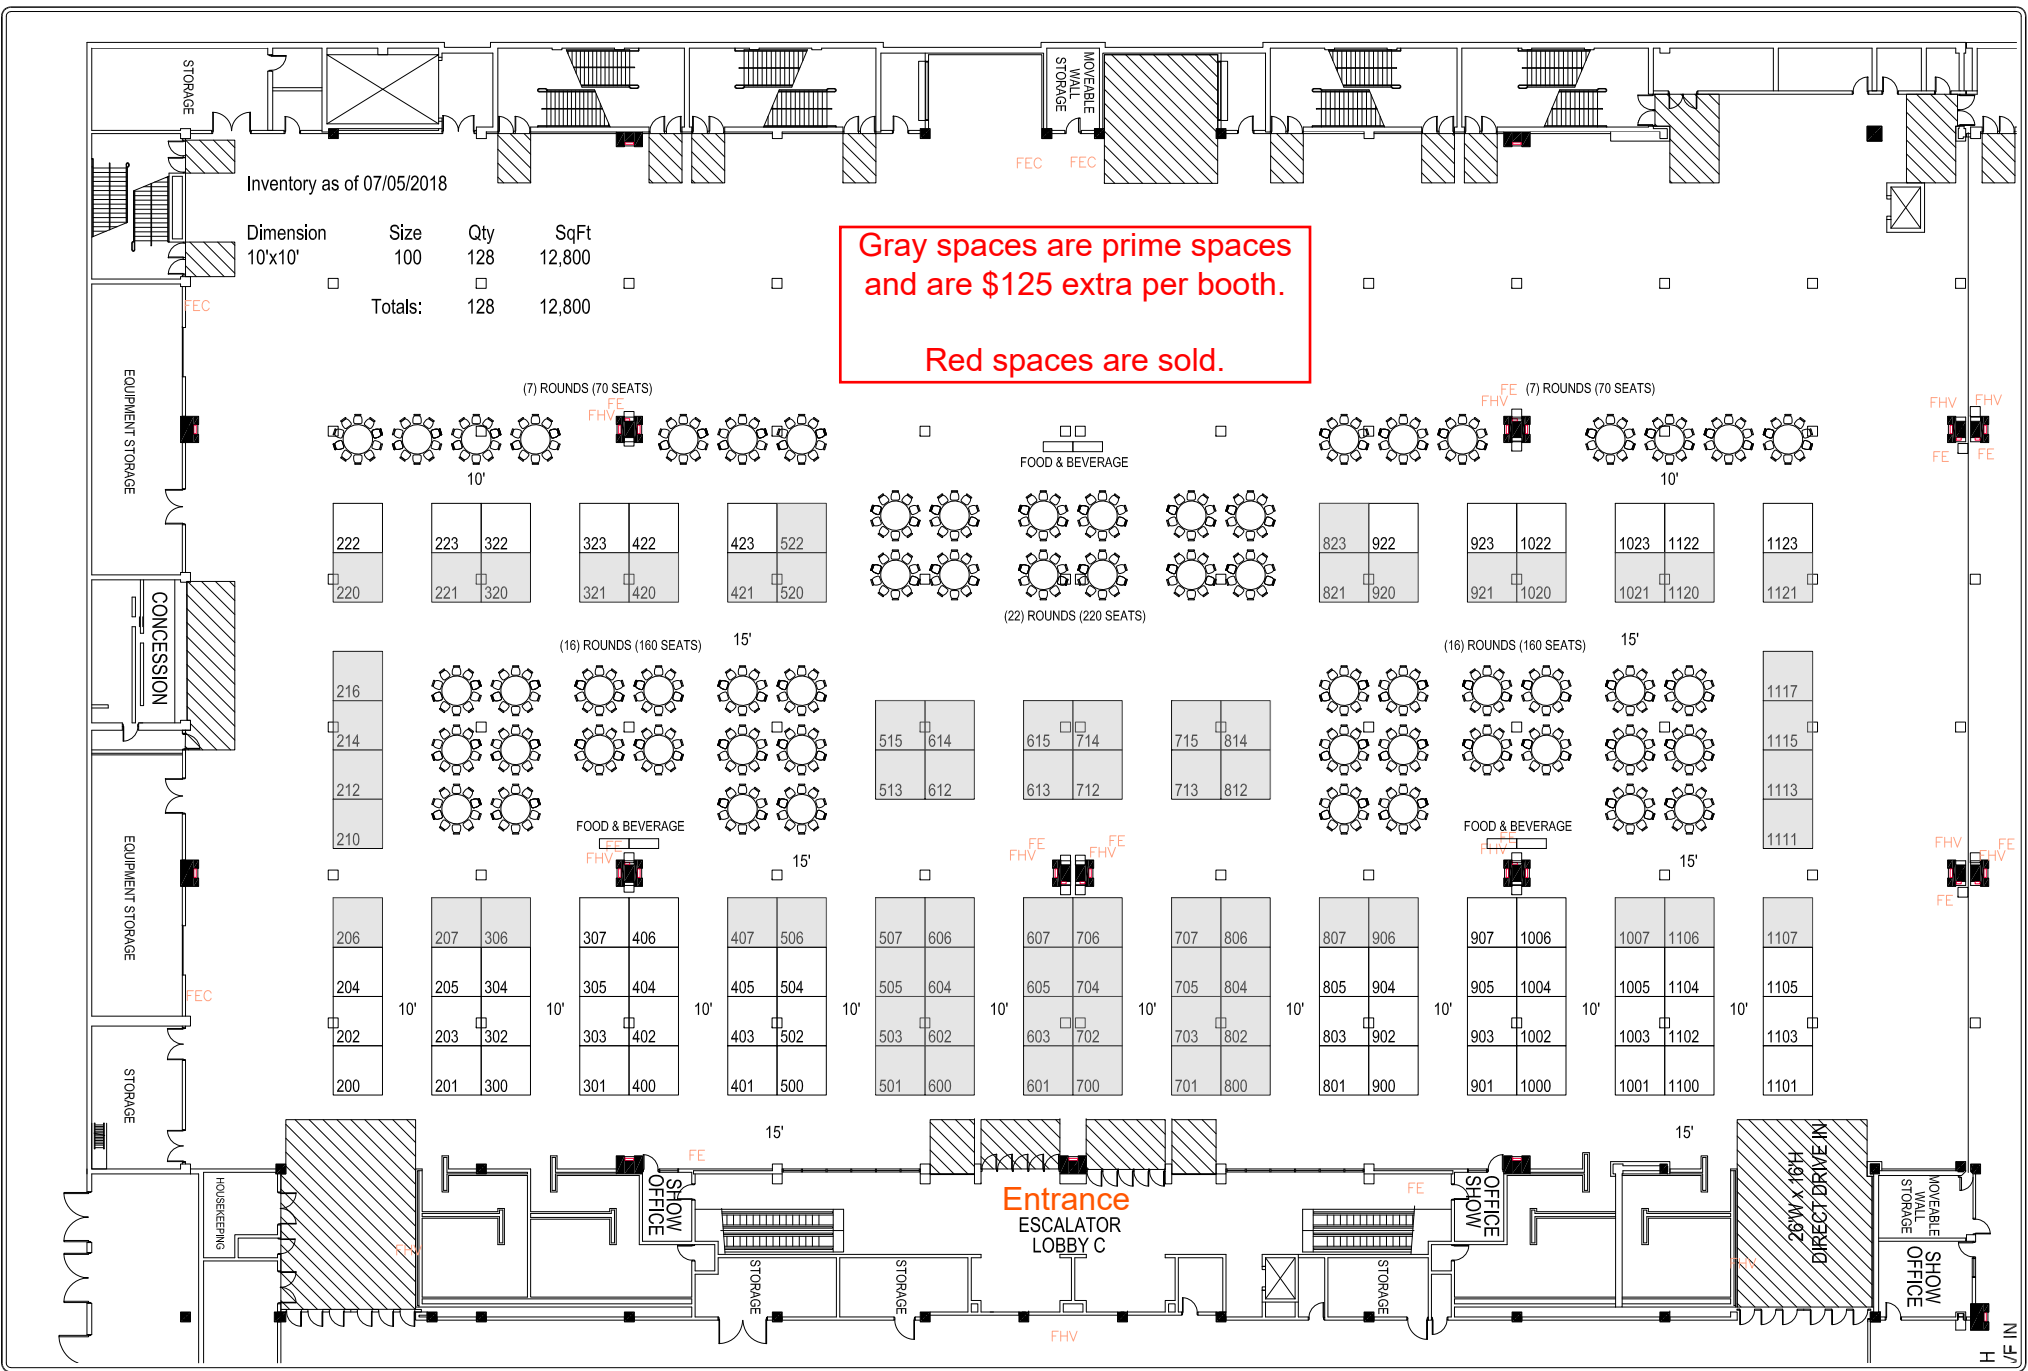 STORAGE
MOVEABLE
WALL
STORAGE
FEC
FEC
Inventory as of 07/05/2018
Dimension Size Qty SqFt
10'x10' 100 128 12,800
Totals: 128 12,800
Gray spaces are prime spaces
and are $125 extra per booth.
Red spaces are sold.
FEC
EQUIPMENT STORAGE
(7) ROUNDS (70 SEATS)
FE
FHV
FE
(7) ROUNDS (70 SEATS)
FHV
FHV
FHV
FE
FE
FOOD & BEVERAGE
10'
10'
222 223 322 323 422 423 522 823 922 923 1022 1023 1122 1123
220 221 320 321 420 421 520 821 920 921 1020 1021 1120 1121
(22) ROUNDS (220 SEATS)
CONCESSION
(16) ROUNDS (160 SEATS)
15'
(16) ROUNDS (160 SEATS)
15'
216 1117
214 515 614 615 714 715 814 1115
212 513 612 613 712 713 812 1113
210 1111
FOOD & BEVERAGE
FE
FHV
15'
FE
FHV
FE
FHV
FOOD & BEVERAGE
FE
FHV
15'
FHV
FE
FHV
FE
EQUIPMENT STORAGE
206 207 306 307 406 407 506 507 606 607 706 707 806 807 906 907 1006 1007 1106 1107
204 205 304 305 404 405 504 505 604 605 704 705 804 805 904 905 1004 1005 1104 1105
FEC
10' 10' 10' 10' 10' 10' 10' 10' 10' 10'
202 203 302 303 402 403 502 503 602 603 702 703 802 803 902 903 1002 1003 1102 1103
200 201 300 301 400 401 500 501 600 601 700 701 800 801 900 901 1000 1001 1100 1101
STORAGE
15'
15'
FE
HOUSEKEEPING
FHV
SHOW
OFFICE
Entrance
ESCALATOR
LOBBY C
FE
OFFICE
SHOW
26'W x 16'H
DIRECT DRIVE IN
FHV
MOVEABLE
WALL
STORAGE
SHOW
OFFICE
STORAGE
STORAGE
FHV
STORAGE
H
/F IN